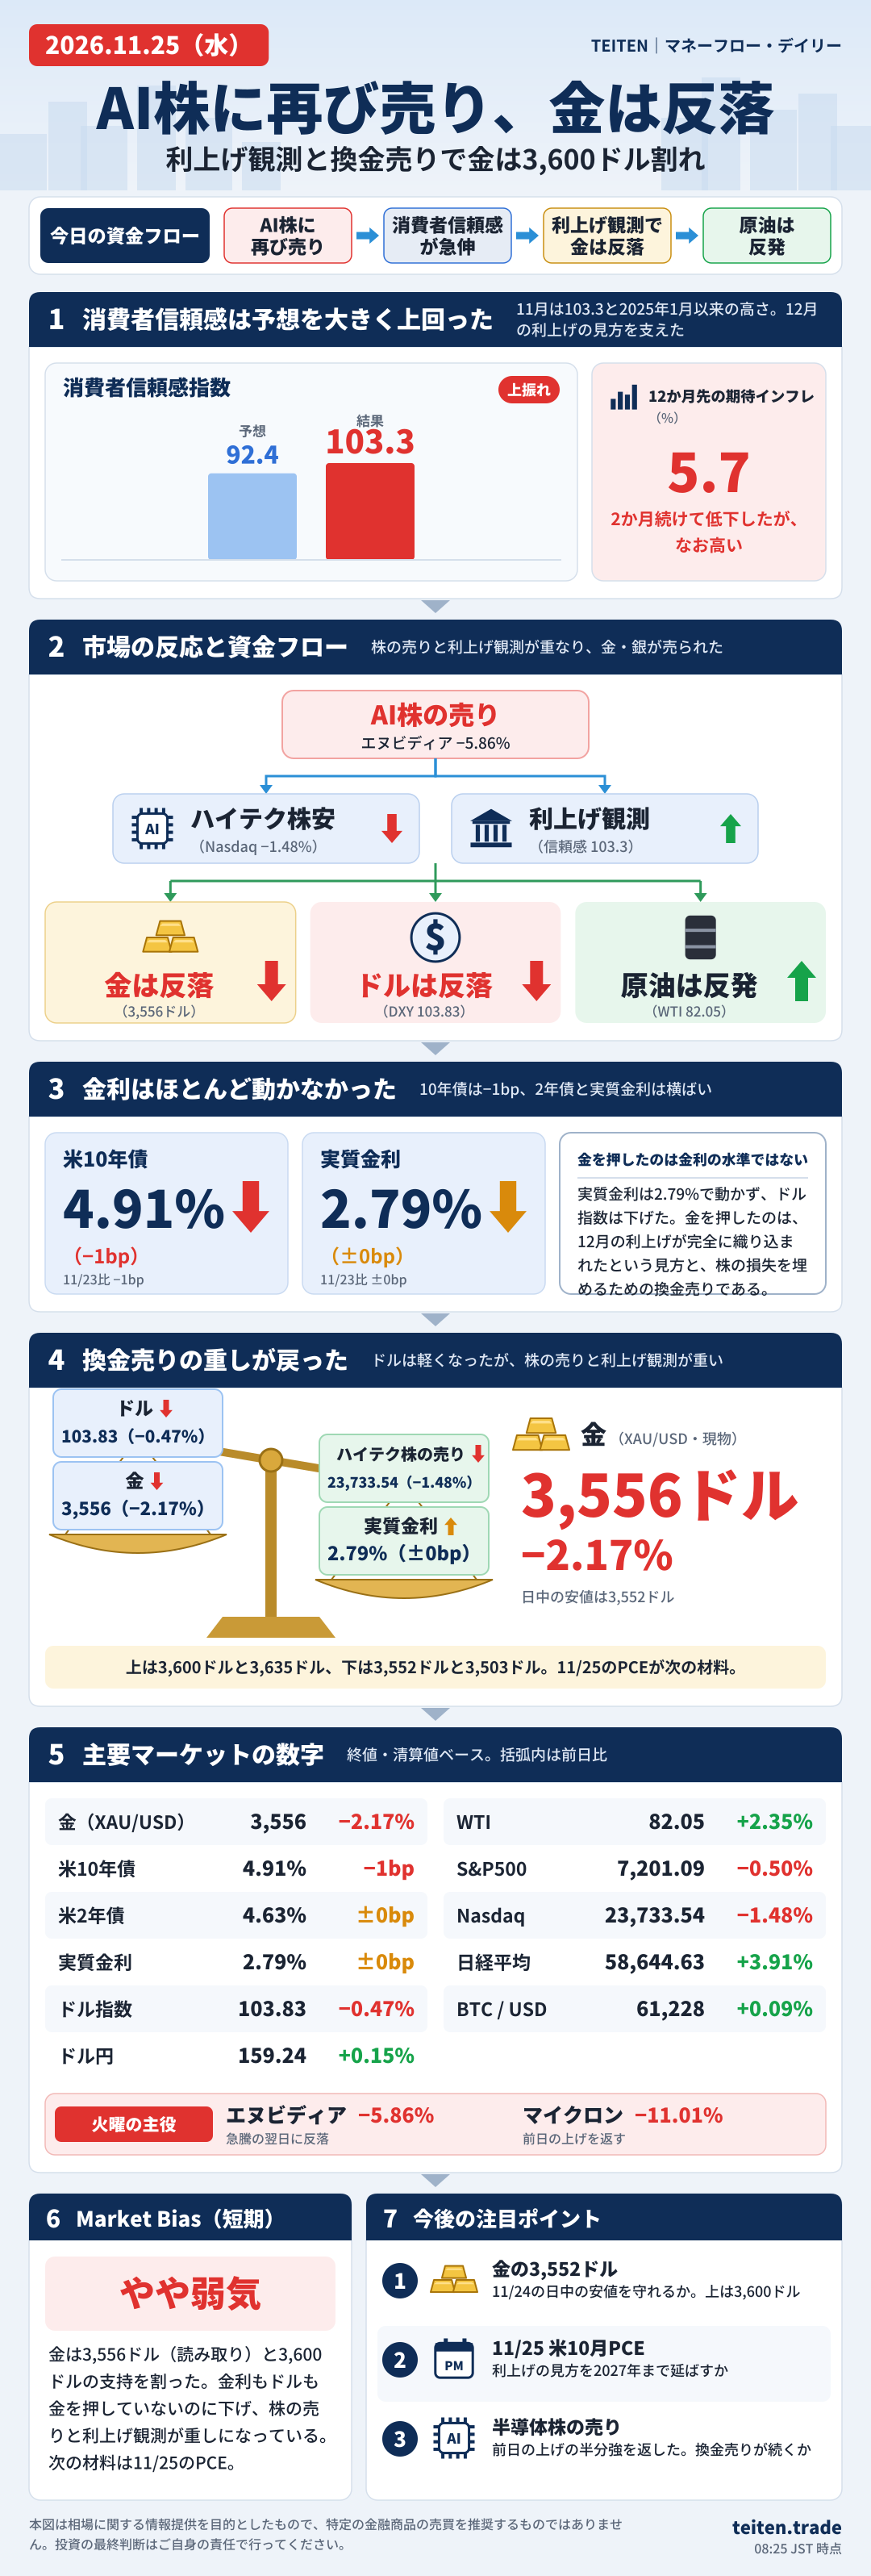 2026.11.25（水）
TEITEN｜マネーフロー・デイリー
AI株に再び売り、金は反落
利上げ観測と換金売りで金は3,600ドル割れ
今日の資金フロー
AI株に
再び売り
消費者信頼感
が急伸
利上げ観測で
金は反落
原油は
反発
1 消費者信頼感は予想を大きく上回った
11月は103.3と2025年1月以来の高さ。12月
の利上げの見方を支えた
消費者信頼感指数
上振れ
予想
92.4
結果
103.3
12か月先の期待インフレ
（%）
5.7
2か月続けて低下したが、
なお高い
2 市場の反応と資金フロー
株の売りと利上げ観測が重なり、金・銀が売られた
AI株の売り
エヌビディア −5.86%
AI
ハイテク株安
（Nasdaq −1.48%）
利上げ観測
（信頼感 103.3）
金は反落
（3,556ドル）
$
ドルは反落
（DXY 103.83）
原油は反発
（WTI 82.05）
3 金利はほとんど動かなかった
10年債は−1bp、2年債と実質金利は横ばい
米10年債
4.91%
（−1bp）
11/23比 −1bp
実質金利
2.79%
（±0bp）
11/23比 ±0bp
金を押したのは金利の水準ではない
実質金利は2.79%で動かず、ドル
指数は下げた。金を押したのは、
12月の利上げが完全に織り込ま
れたという見方と、株の損失を埋
めるための換金売りである。
4 換金売りの重しが戻った
ドルは軽くなったが、株の売りと利上げ観測が重い
ドル
103.83（−0.47%）
金
3,556（−2.17%）
ハイテク株の売り
23,733.54（−1.48%）
実質金利
2.79%（±0bp）
金（XAU/USD・現物）
3,556ドル
−2.17%
日中の安値は3,552ドル
上は3,600ドルと3,635ドル、下は3,552ドルと3,503ドル。11/25のPCEが次の材料。
5 主要マーケットの数字
終値・清算値ベース。括弧内は前日比
金（XAU/USD） 3,556 −2.17%
米10年債 4.91% −1bp
米2年債 4.63% ±0bp
実質金利 2.79% ±0bp
ドル指数 103.83 −0.47%
ドル円 159.24 +0.15%
WTI 82.05 +2.35%
S&P500 7,201.09 −0.50%
Nasdaq 23,733.54 −1.48%
日経平均 58,644.63 +3.91%
BTC / USD 61,228 +0.09%
火曜の主役
エヌビディア −5.86%
急騰の翌日に反落
マイクロン −11.01%
前日の上げを返す
6 Market Bias（短期）
やや弱気
金は3,556ドル（読み取り）と3,600
ドルの支持を割った。金利もドルも
金を押していないのに下げ、株の売
りと利上げ観測が重しになっている。
次の材料は11/25のPCE。
7 今後の注目ポイント
1
金の3,552ドル
11/24の日中の安値を守れるか。上は3,600ドル
2
PM
11/25 米10月PCE
利上げの見方を2027年まで延ばすか
3
AI
半導体株の売り
前日の上げの半分強を返した。換金売りが続くか
本図は相場に関する情報提供を目的としたもので、特定の金融商品の売買を推奨するものではありませ
ん。投資の最終判断はご自身の責任で行ってください。
teiten.trade
08:25 JST 時点